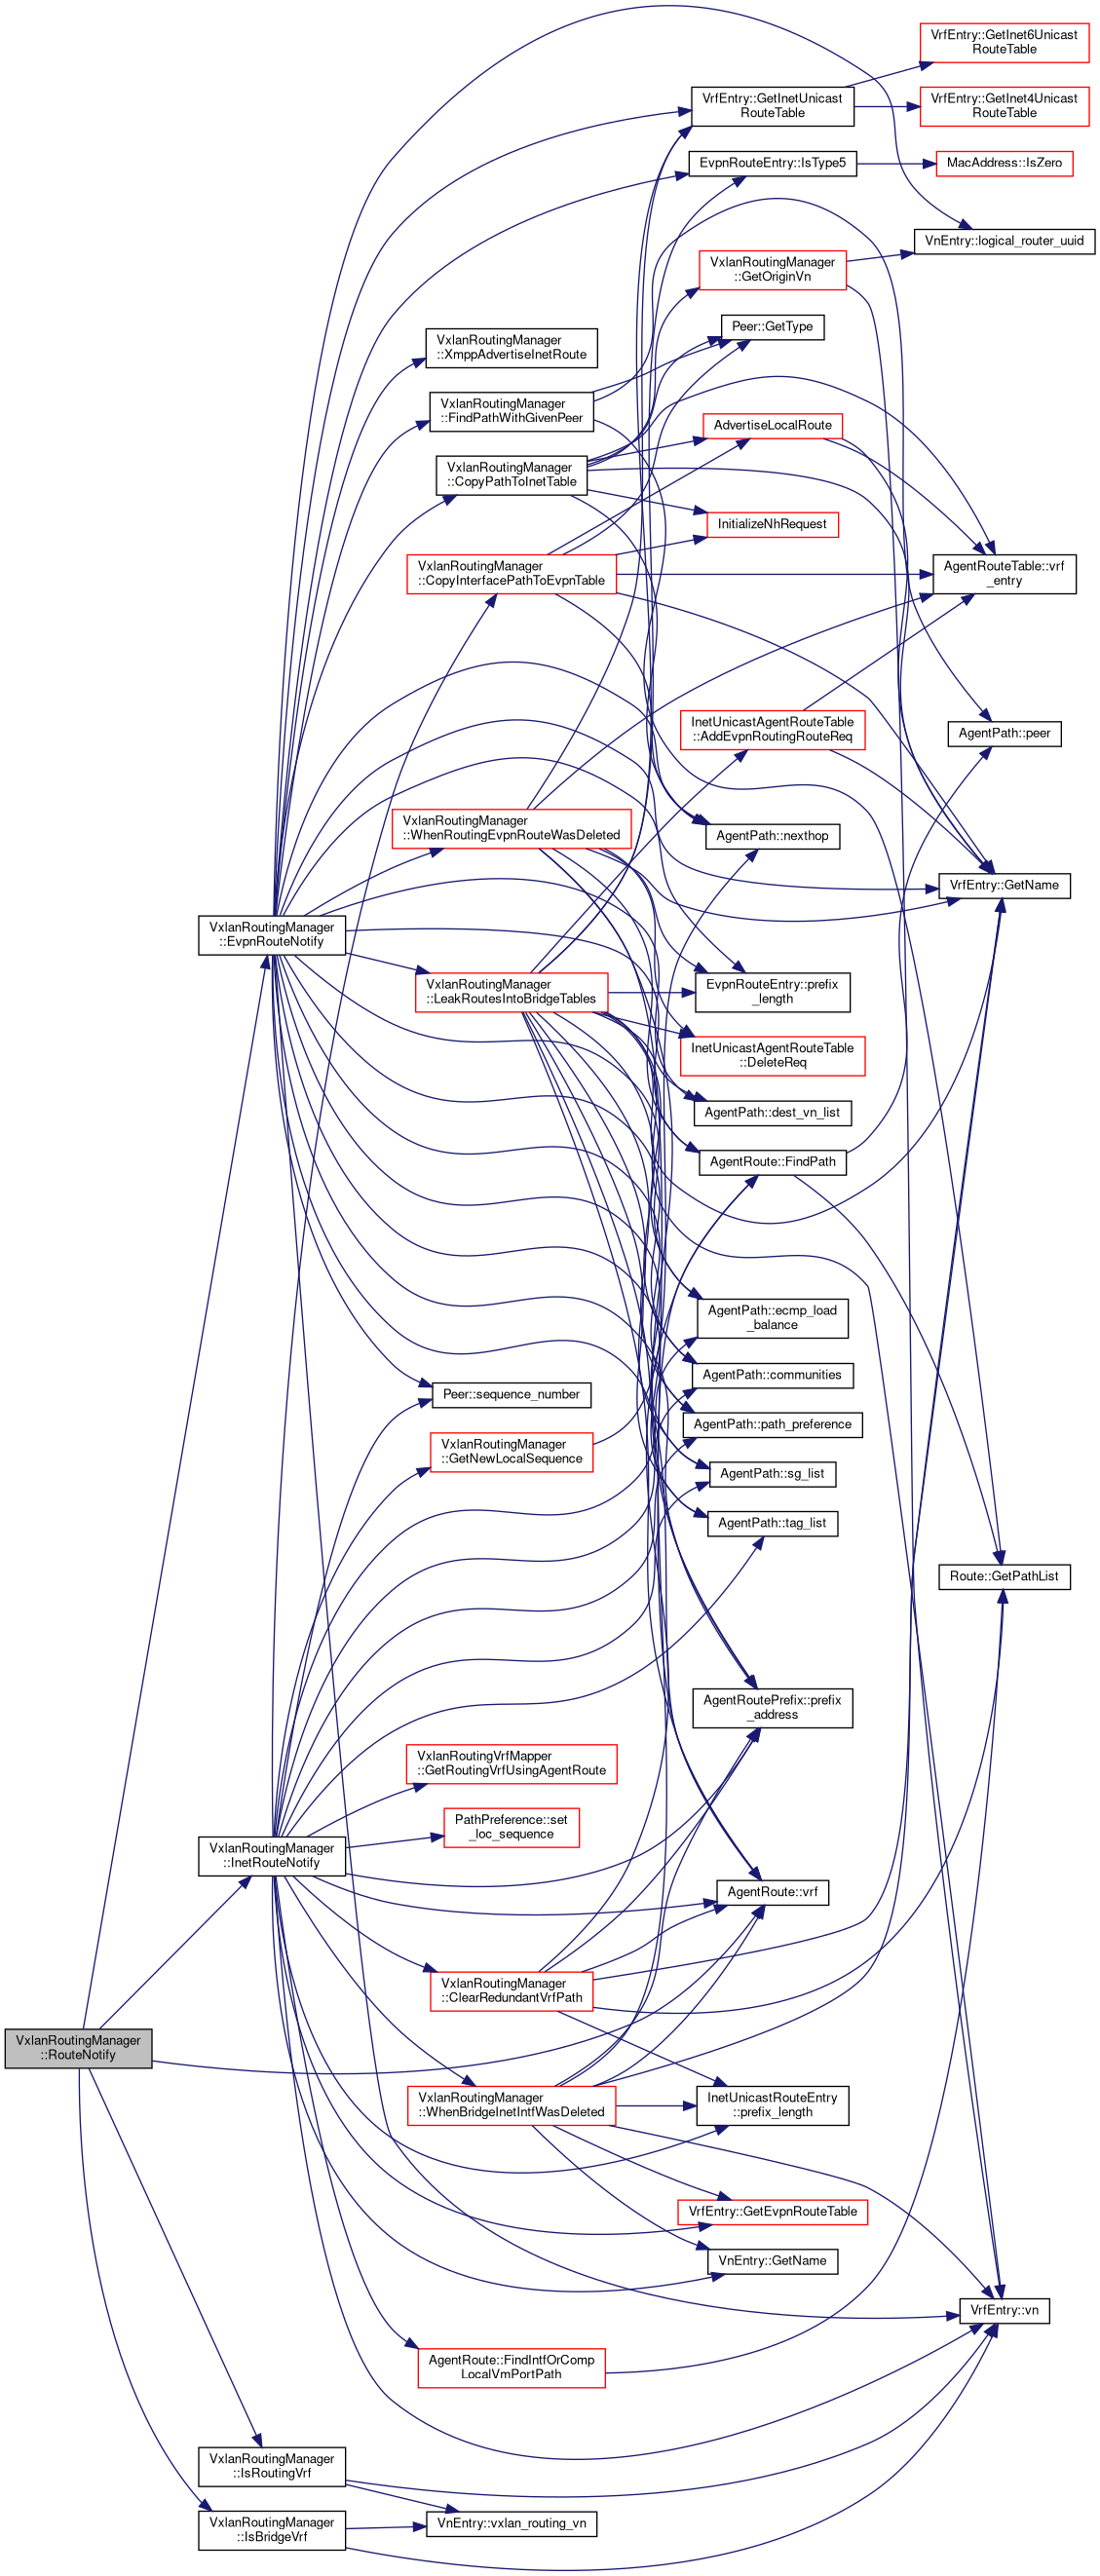 VrfEntry::GetInet6Unicast
RouteTable
VrfEntry::GetInetUnicast
RouteTable
VrfEntry::GetInet4Unicast
RouteTable
EvpnRouteEntry::IsType5
MacAddress::IsZero
VnEntry::logical_router_uuid
VxlanRoutingManager
::GetOriginVn
Peer::GetType
VxlanRoutingManager
::XmppAdvertiseInetRoute
VxlanRoutingManager
::FindPathWithGivenPeer
AdvertiseLocalRoute
VxlanRoutingManager
::CopyPathToInetTable
InitializeNhRequest
VxlanRoutingManager
::CopyInterfacePathToEvpnTable
AgentRouteTable::vrf
_entry
InetUnicastAgentRouteTable
::AddEvpnRoutingRouteReq
AgentPath::peer
VxlanRoutingManager
::WhenRoutingEvpnRouteWasDeleted
AgentPath::nexthop
VrfEntry::GetName
VxlanRoutingManager
::EvpnRouteNotify
VxlanRoutingManager
::LeakRoutesIntoBridgeTables
EvpnRouteEntry::prefix
_length
InetUnicastAgentRouteTable
::DeleteReq
AgentPath::dest_vn_list
AgentRoute::FindPath
AgentPath::ecmp_load
_balance
AgentPath::communities
Peer::sequence_number
AgentPath::path_preference
VxlanRoutingManager
::GetNewLocalSequence
AgentPath::sg_list
AgentPath::tag_list
Route::GetPathList
AgentRoutePrefix::prefix
_address
VxlanRoutingVrfMapper
::GetRoutingVrfUsingAgentRoute
PathPreference::set
_loc_sequence
VxlanRoutingManager
::InetRouteNotify
AgentRoute::vrf
VxlanRoutingManager
::ClearRedundantVrfPath
VxlanRoutingManager
::RouteNotify
VxlanRoutingManager
::WhenBridgeInetIntfWasDeleted
InetUnicastRouteEntry
::prefix_length
VrfEntry::GetEvpnRouteTable
VnEntry::GetName
VrfEntry::vn
AgentRoute::FindIntfOrComp
LocalVmPortPath
VxlanRoutingManager
::IsRoutingVrf
VnEntry::vxlan_routing_vn
VxlanRoutingManager
::IsBridgeVrf